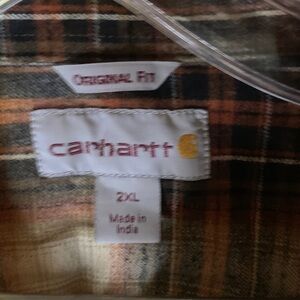 ORIGINAL FIT
carhartt
2XL
Made in
India